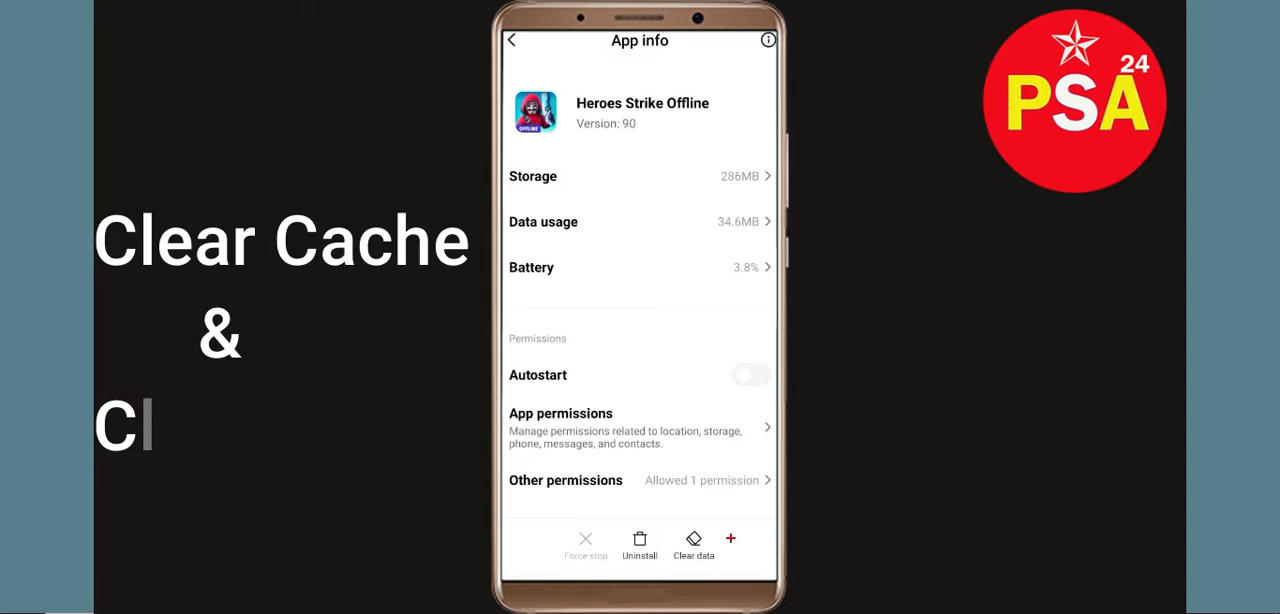 Clear Cache
&
Cl
App info
OFFLINE
Heroes Strike Offline
Version: 90
Storage 286MB
Data usage 34.6MB
Battery 3.8%
Permissions
Autostart
App permissions
Manage permissions related to location, storage,
phone, messages, and contacts.
Other permissions Allowed 1 permission
Force stop Uninstall Clear data
24
PSA